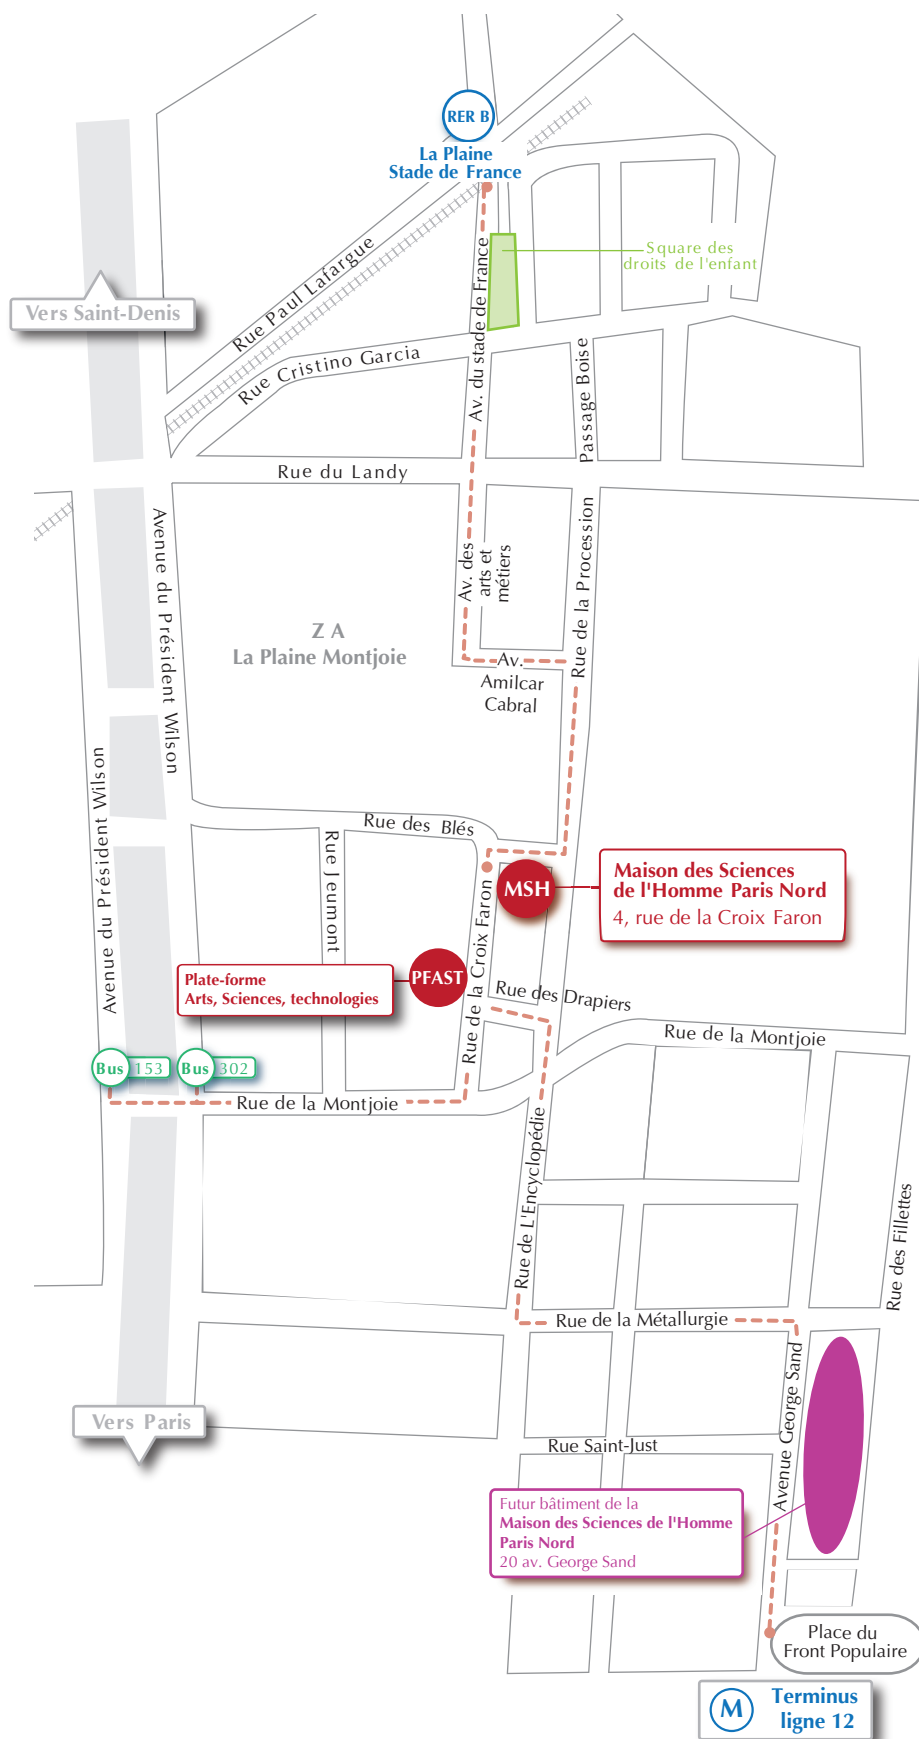 RER B
La Plaine
Stade de France
Square des
droits de l'enfant
Rue Paul Lafargue
Vers Saint-Denis
Rue Cristino Garcia
Av. du stade de France
Passage Boise
Rue du Landy
Avenue du Président Wilson
Av. des
arts et
métiers
Rue de la Procession
Z A
La Plaine Montjoie
Av.
Amilcar
Cabral
Avenue du Président Wilson
Rue des Blés
Rue Jeumont
Rue de la Croix Faron
MSH
Maison des Sciences
de l'Homme Paris Nord
4, rue de la Croix Faron
PFAST
Plate-forme
Arts, Sciences, technologies
Rue des Drapiers
Rue de la Montjoie
Bus 153
Bus 302
Rue de la Montjoie
Rue de L'Encyclopédie
Rue des Fillettes
Rue de la Métallurgie
Avenue George Sand
Vers Paris
Rue Saint-Just
Futur bâtiment de la
Maison des Sciences de l'Homme
Paris Nord
20 av. George Sand
Place du
Front Populaire
M
Terminus
ligne 12